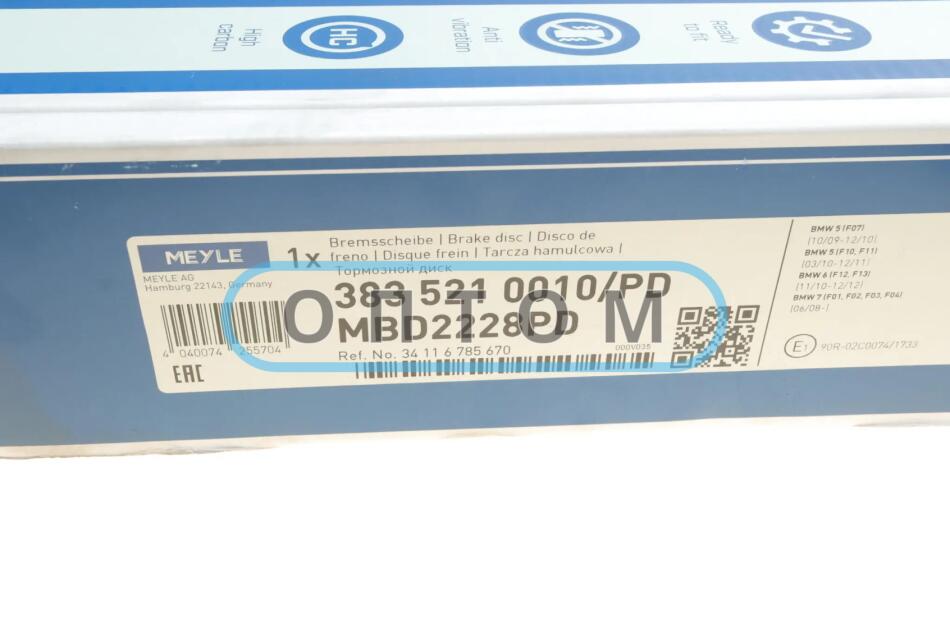 High
carbon
HC
Anti
vibration
Ready
to fit
MEYLE
MEYLE AG
Hamburg 22143, Germany
4 040074 255704
EAC
1x
Bremsscheibe | Brake disc | Disco de
freno | Disque frein | Tarcza hamulcowa |
Тормозной диск
383 521 0010/PD
MBD2228PD
Ref. No. 34 11 6 785 670
000V035
ОПТОМ
BMW 5 (F07)
(10/09-12/10)
BMW 5 (F10, F11)
(03/10-12/11)
BMW 6 (F12, F13)
(11/10-12/12)
BMW 7 (F01, F02, F03, F04)
(06/08-)
E1 90R-02C0074/1733